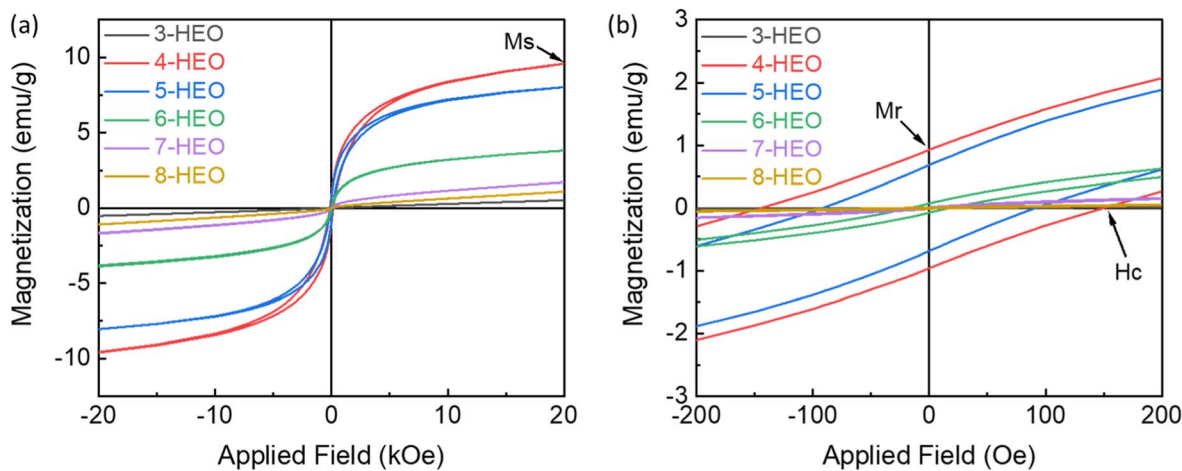 (a)
10
5
0
-5
-10
Magnetization (emu/g)
3-HEO
4-HEO
5-HEO
6-HEO
7-HEO
8-HEO
Ms
-20
-10
0
10
20
Applied Field (kOe)
(b)
3
2
1
0
-1
-2
-3
Magnetization (emu/g)
3-HEO
4-HEO
5-HEO
6-HEO
7-HEO
8-HEO
Mr
Hc
-200
-100
0
100
200
Applied Field (Oe)